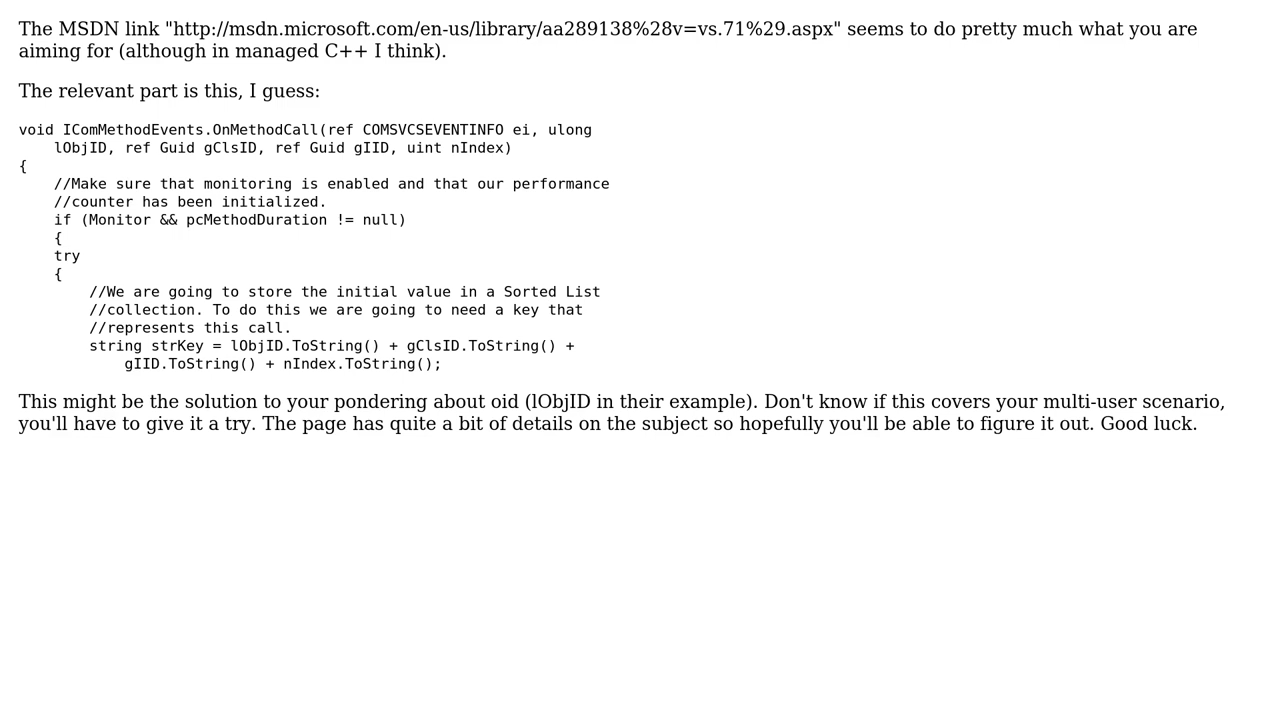 The MSDN link "http://msdn.microsoft.com/en-us/library/aa289138%28v=vs.71%29.aspx" seems to do pretty much what you are
aiming for (although in managed C++ I think).
The relevant part is this, I guess:
void IComMethodEvents.OnMethodCall(ref COMSVCSEVENTINFO ei, ulong
    lObjID, ref Guid gClsID, ref Guid gIID, uint nIndex)
{
    //Make sure that monitoring is enabled and that our performance
    //counter has been initialized.
    if (Monitor && pcMethodDuration != null)
    {
    try
    {
        //We are going to store the initial value in a Sorted List
        //collection. To do this we are going to need a key that
        //represents this call.
        string strKey = lObjID.ToString() + gClsID.ToString() +
            gIID.ToString() + nIndex.ToString();
This might be the solution to your pondering about oid (lObjID in their example). Don't know if this covers your multi-user scenario,
you'll have to give it a try. The page has quite a bit of details on the subject so hopefully you'll be able to figure it out. Good luck.